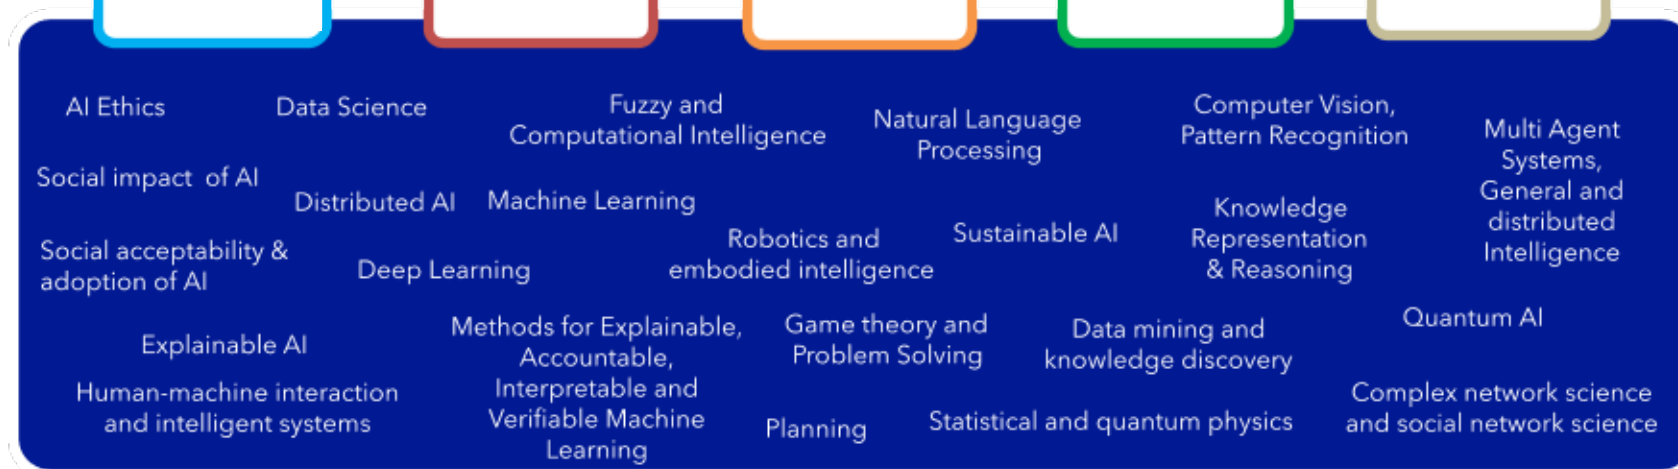 AI Ethics
Data Science
Fuzzy and
Computational Intelligence
Natural Language
Processing
Computer Vision,
Pattern Recognition
Multi Agent
Systems,
General and
distributed
Intelligence
Social impact of AI
Distributed AI
Machine Learning
Knowledge
Representation
& Reasoning
Sustainable AI
Robotics and
embodied intelligence
Social acceptability &
adoption of AI
Deep Learning
Explainable AI
Methods for Explainable,
Accountable,
Interpretable and
Verifiable Machine
Learning
Game theory and
Problem Solving
Data mining and
knowledge discovery
Quantum AI
Human-machine interaction
and intelligent systems
Planning
Statistical and quantum physics
Complex network science
and social network science